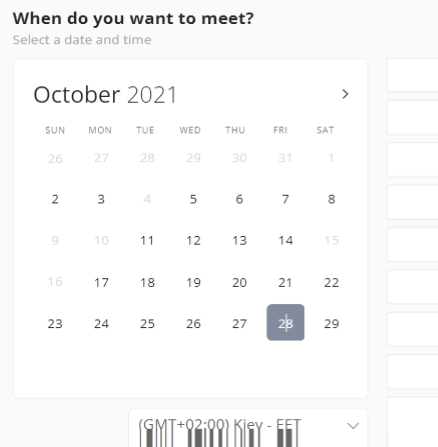 When do you want to meet?
Select a date and time
October 2021
SUN MON TUE WED THU FRI SAT
26 27 28 29 30 31 1
2 3 4 5 6 7 8
9 10 11 12 13 14 15
16 17 18 19 20 21 22
23 24 25 26 27 28 29
(GMT+02:00) Kiev - EET